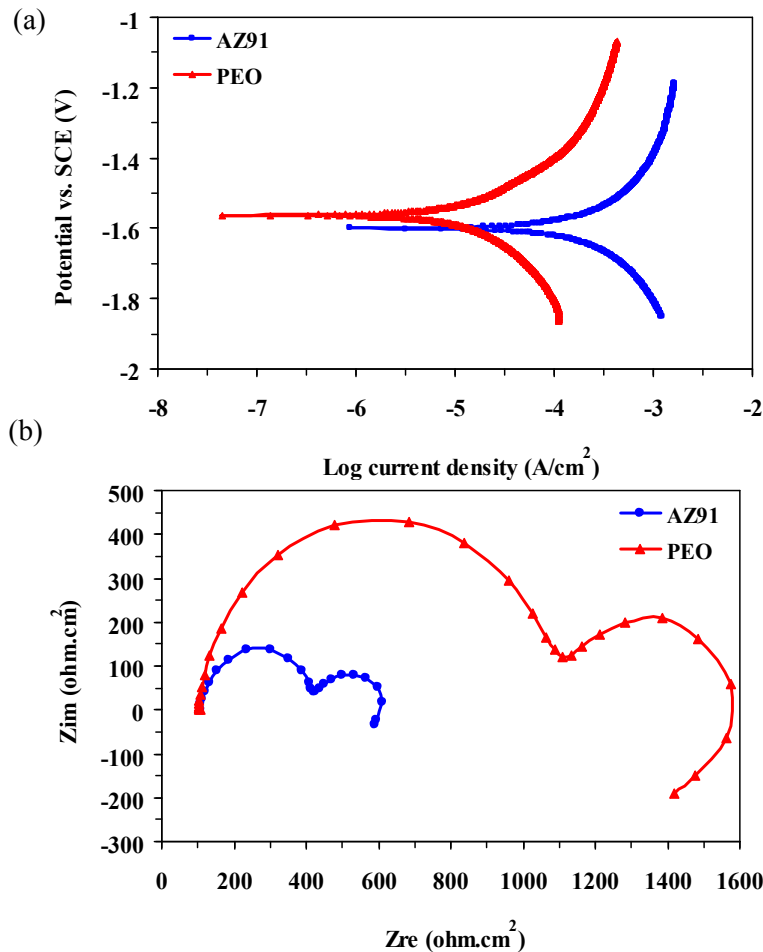 (a)
-1
AZ91
PEO
-1.2
-1.4
-1.6
-1.8
-2
Potential vs. SCE (V)
-8 -7 -6 -5 -4 -3 -2
Log current density (A/cm²)
(b)
500
AZ91
PEO
400
300
200
100
0
-100
-200
-300
Zim (ohm.cm²)
0 200 400 600 800 1000 1200 1400 1600
Zre (ohm.cm²)